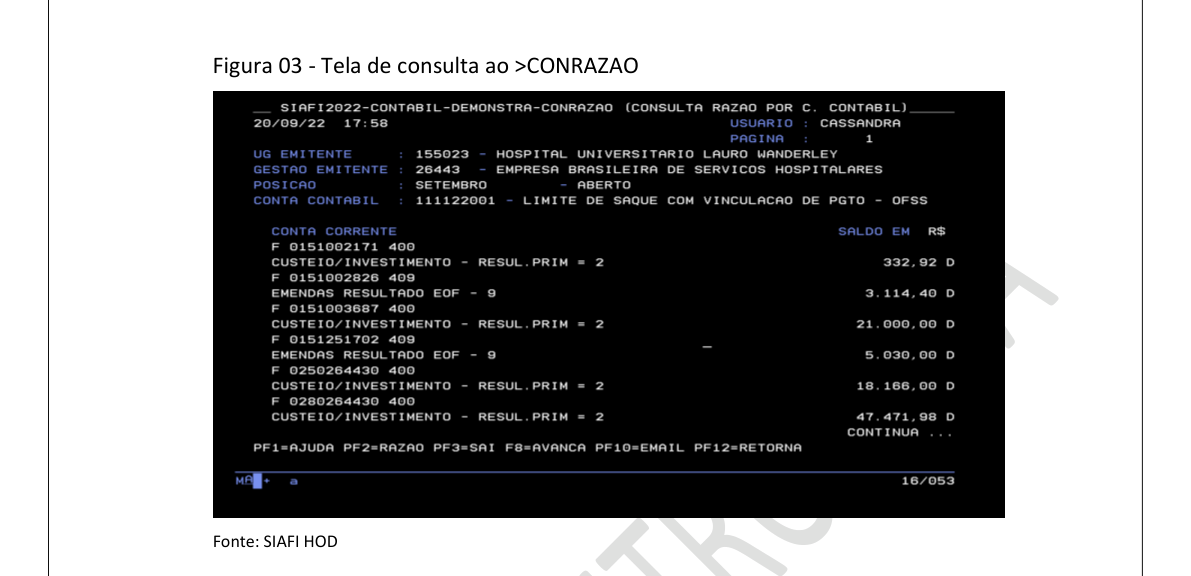 Figura 03 - Tela de consulta ao >CONRAZAO
__ SIAFI2022-CONTABIL-DEMONSTRA-CONRAZAO (CONSULTA RAZAO POR C. CONTABIL)_____
20/09/22  17:58                                      USUARIO : CASSANDRA
PAGINA  :      1
UG EMITENTE     : 155023 - HOSPITAL UNIVERSITARIO LAURO WANDERLEY
GESTAO EMITENTE : 26443  - EMPRESA BRASILEIRA DE SERVICOS HOSPITALARES
POSICAO         : SETEMBRO        - ABERTO
CONTA CONTABIL  : 111122001 - LIMITE DE SAQUE COM VINCULACAO DE PGTO - OFSS
CONTA CORRENTE                                                 SALDO EM  R$
F 0151002171 400
CUSTEIO/INVESTIMENTO - RESUL.PRIM = 2                               332,92 D
F 0151002826 409
EMENDAS RESULTADO EOF - 9                                         3.114,40 D
F 0151003687 400
CUSTEIO/INVESTIMENTO - RESUL.PRIM = 2                            21.000,00 D
F 0151251702 409
EMENDAS RESULTADO EOF - 9                                         5.030,00 D
F 0250264430 400
CUSTEIO/INVESTIMENTO - RESUL.PRIM = 2                            18.166,00 D
F 0280264430 400
CUSTEIO/INVESTIMENTO - RESUL.PRIM = 2                            47.471,98 D
CONTINUA ...
PF1=AJUDA PF2=RAZAO PF3=SAI F8=AVANCA PF10=EMAIL PF12=RETORNA
MA + a                                                                16/053
Fonte: SIAFI HOD